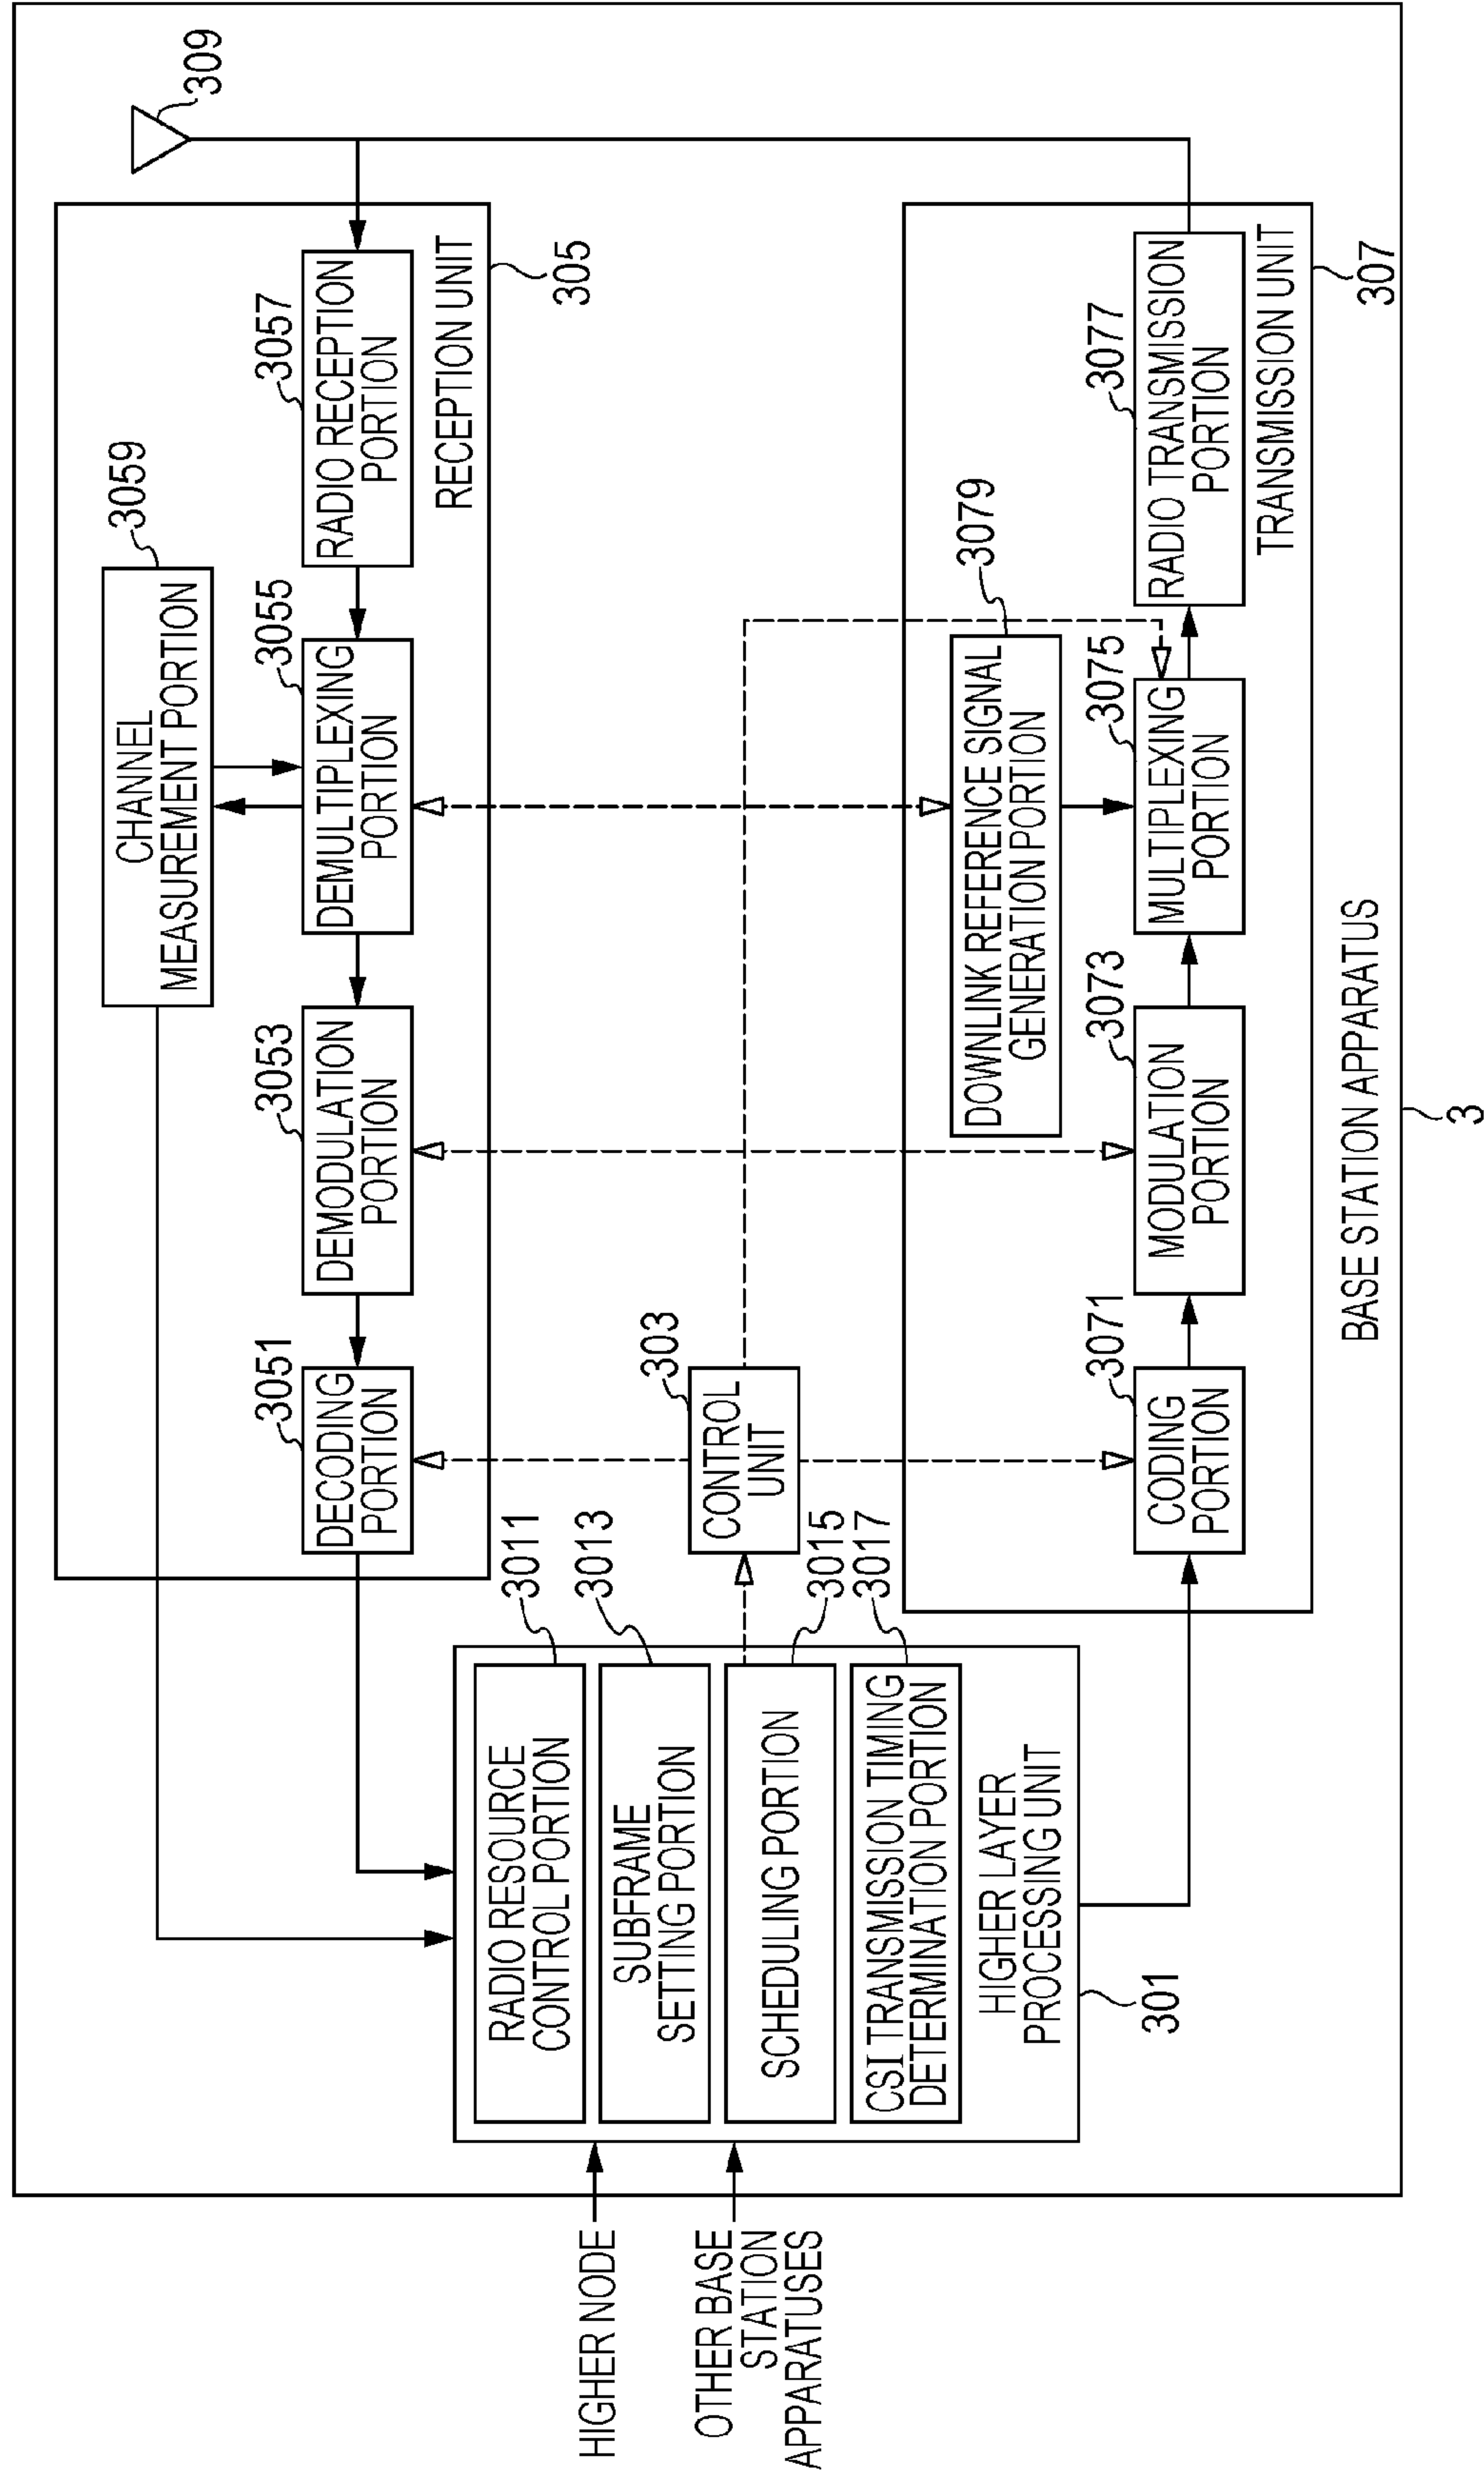 HIGHER NODE
OTHER BASE
STATION
APPARATUSES
RADIO RESOURCE
CONTROL PORTION
3011
SUBFRAME
SETTING PORTION
3013
SCHEDULING PORTION
3015
CSI TRANSMISSION TIMING
DETERMINATION PORTION
3017
HIGHER LAYER
PROCESSING UNIT
301
CHANNEL
MEASUREMENT PORTION
3059
DECODING
PORTION
3051
DEMODULATION
PORTION
3053
DEMULTIPLEXING
PORTION
3055
RADIO RECEPTION
PORTION
3057
RECEPTION UNIT
305
309
CONTROL
UNIT
303
DOWNLINK REFERENCE SIGNAL
GENERATION PORTION
3079
CODING
PORTION
3071
MODULATION
PORTION
3073
MULTIPLEXING
PORTION
3075
RADIO TRANSMISSION
PORTION
3077
TRANSMISSION UNIT
307
BASE STATION APPARATUS
3